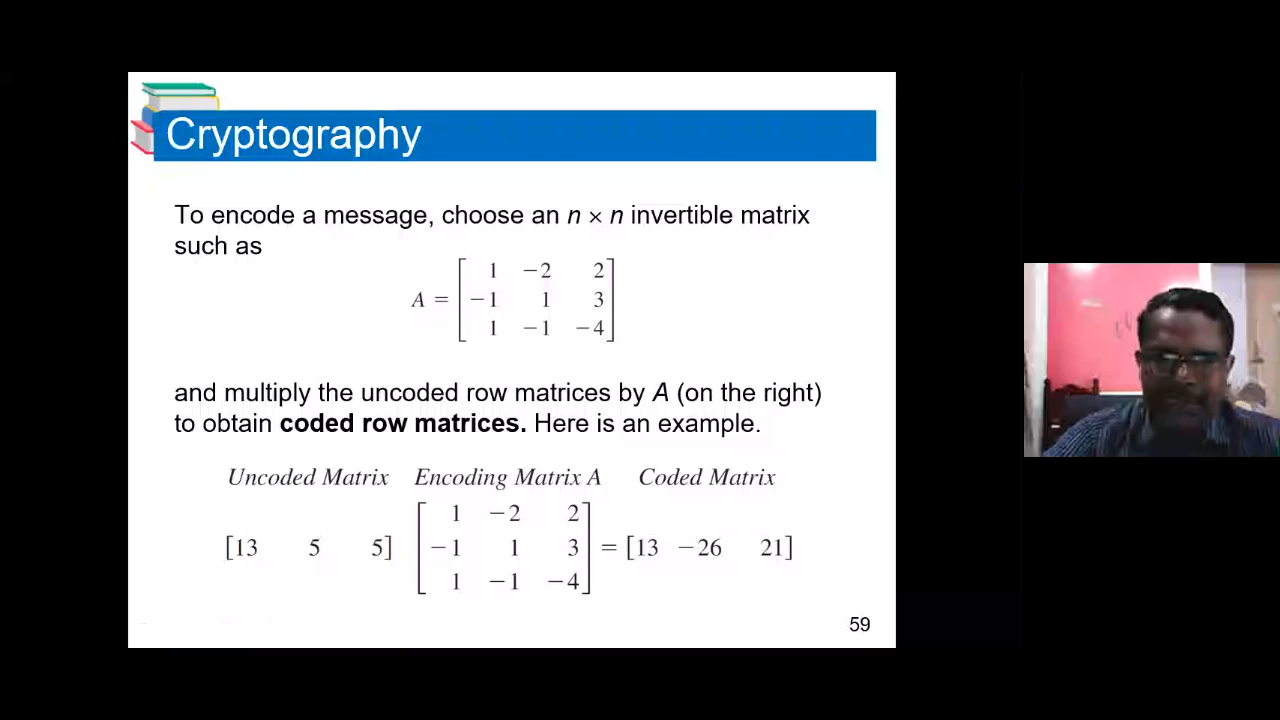 Cryptography
To encode a message, choose an n × n invertible matrix
such as
1 −2 2
A = −1 1 3
1 −1 −4
and multiply the uncoded row matrices by A (on the right)
to obtain coded row matrices. Here is an example.
Uncoded Matrix Encoding Matrix A Coded Matrix
1 −2 2
[13 5 5] −1 1 3 = [13 −26 21]
1 −1 −4
59